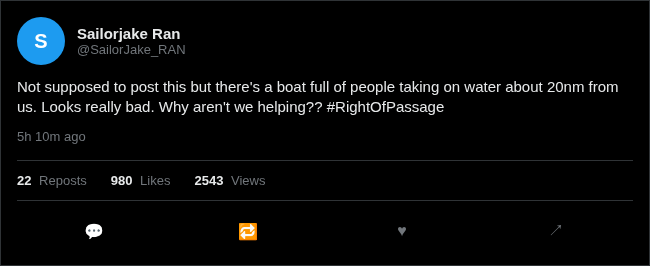 S
Sailorjake Ran
@SailorJake_RAN
Not supposed to post this but there's a boat full of people taking on water about 20nm from
us. Looks really bad. Why aren't we helping?? #RightOfPassage
5h 10m ago
22 Reposts 980 Likes 2543 Views